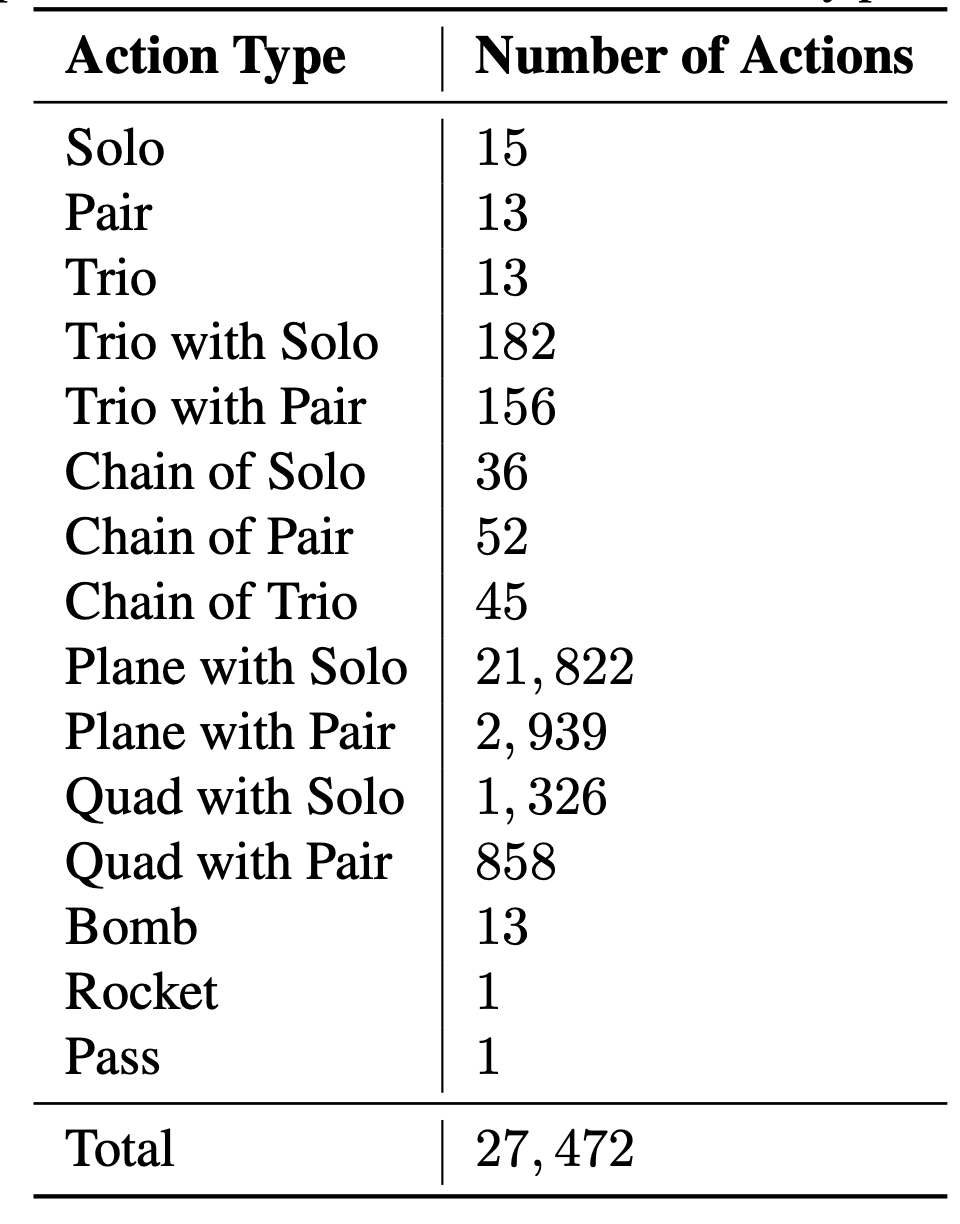 Action Type Number of Actions
Solo 15
Pair 13
Trio 13
Trio with Solo 182
Trio with Pair 156
Chain of Solo 36
Chain of Pair 52
Chain of Trio 45
Plane with Solo 21, 822
Plane with Pair 2, 939
Quad with Solo 1, 326
Quad with Pair 858
Bomb 13
Rocket 1
Pass 1
Total 27, 472